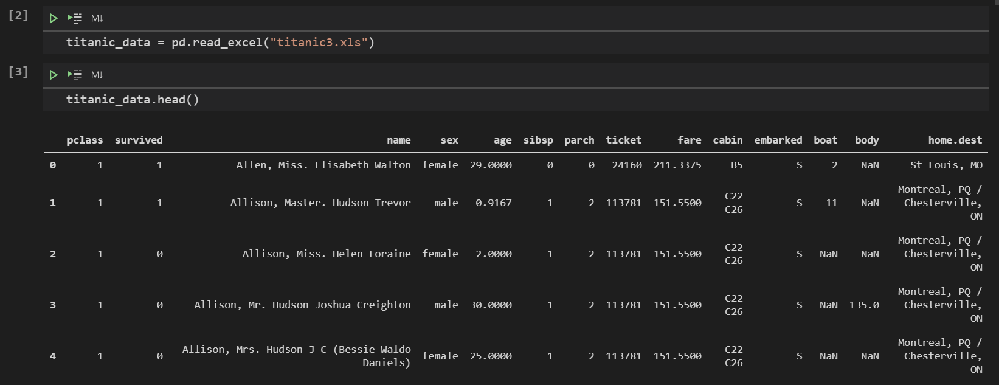 [2]
M↓
titanic_data = pd.read_excel("titanic3.xls")
[3]
M↓
titanic_data.head()
pclass survived name sex age sibsp parch ticket fare cabin embarked boat body home.dest
0 1 1 Allen, Miss. Elisabeth Walton female 29.0000 0 0 24160 211.3375 B5 S 2 NaN St Louis, MO
1 1 1 Allison, Master. Hudson Trevor male 0.9167 1 2 113781 151.5500 C22 C26 S 11 NaN Montreal, PQ / Chesterville, ON
2 1 0 Allison, Miss. Helen Loraine female 2.0000 1 2 113781 151.5500 C22 C26 S NaN NaN Montreal, PQ / Chesterville, ON
3 1 0 Allison, Mr. Hudson Joshua Creighton male 30.0000 1 2 113781 151.5500 C22 C26 S NaN 135.0 Montreal, PQ / Chesterville, ON
4 1 0 Allison, Mrs. Hudson J C (Bessie Waldo Daniels) female 25.0000 1 2 113781 151.5500 C22 C26 S NaN NaN Montreal, PQ / Chesterville, ON